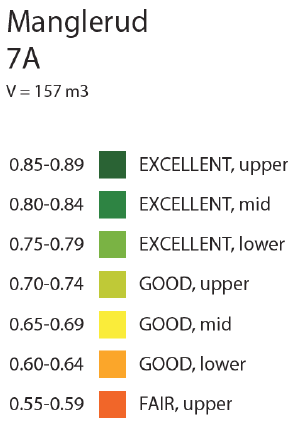 Manglerud
7A
V = 157 m3
0.85-0.89 EXCELLENT, upper
0.80-0.84 EXCELLENT, mid
0.75-0.79 EXCELLENT, lower
0.70-0.74 GOOD, upper
0.65-0.69 GOOD, mid
0.60-0.64 GOOD, lower
0.55-0.59 FAIR, upper